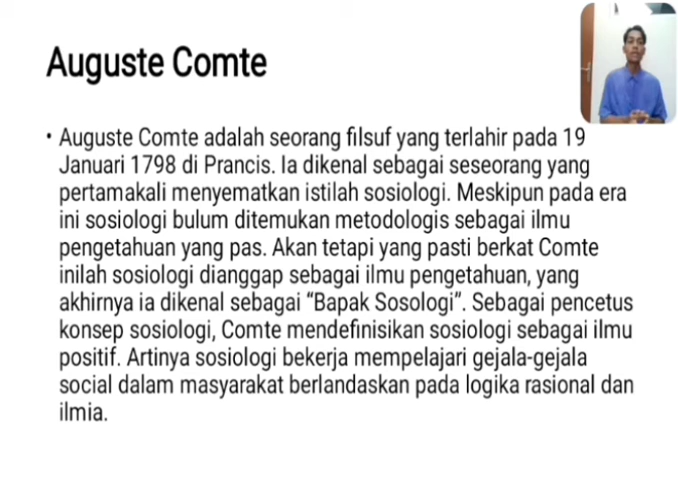 Auguste Comte
• Auguste Comte adalah seorang filsuf yang terlahir pada 19
Januari 1798 di Prancis. Ia dikenal sebagai seseorang yang
pertamakali menyematkan istilah sosiologi. Meskipun pada era
ini sosiologi bulum ditemukan metodologis sebagai ilmu
pengetahuan yang pas. Akan tetapi yang pasti berkat Comte
inilah sosiologi dianggap sebagai ilmu pengetahuan, yang
akhirnya ia dikenal sebagai “Bapak Sosologi”. Sebagai pencetus
konsep sosiologi, Comte mendefinisikan sosiologi sebagai ilmu
positif. Artinya sosiologi bekerja mempelajari gejala-gejala
social dalam masyarakat berlandaskan pada logika rasional dan
ilmia.